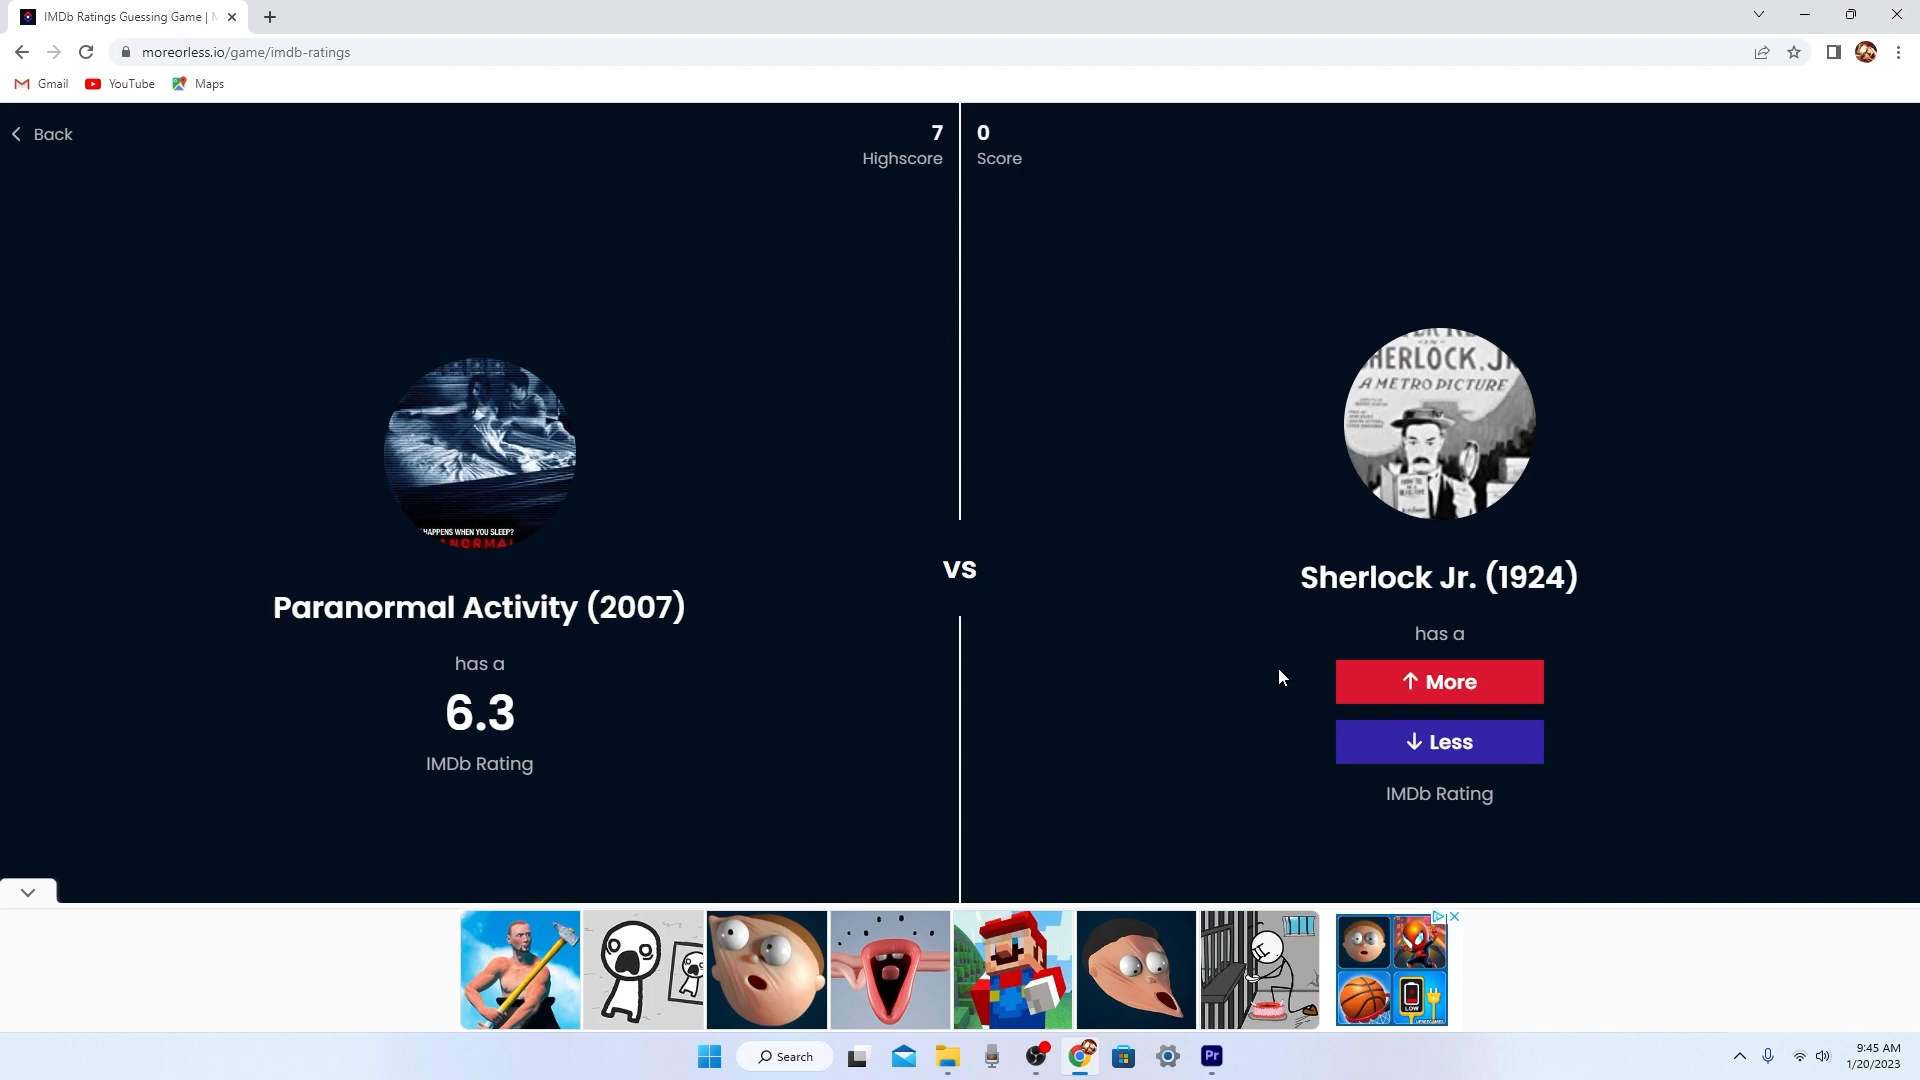 IMDb Ratings Guessing Game | M
moreorless.io/game/imdb-ratings
Gmail
YouTube
Maps
Back
7
Highscore
0
Score
HAPPENS WHEN YOU SLEEP?
HERLOCK, J
A METRO PICTURE
VS
Paranormal Activity (2007)
has a
6.3
IMDb Rating
Sherlock Jr. (1924)
has a
↑ More
↓ Less
IMDb Rating
LOW
Search
Pr
9:45 AM
1/20/2023